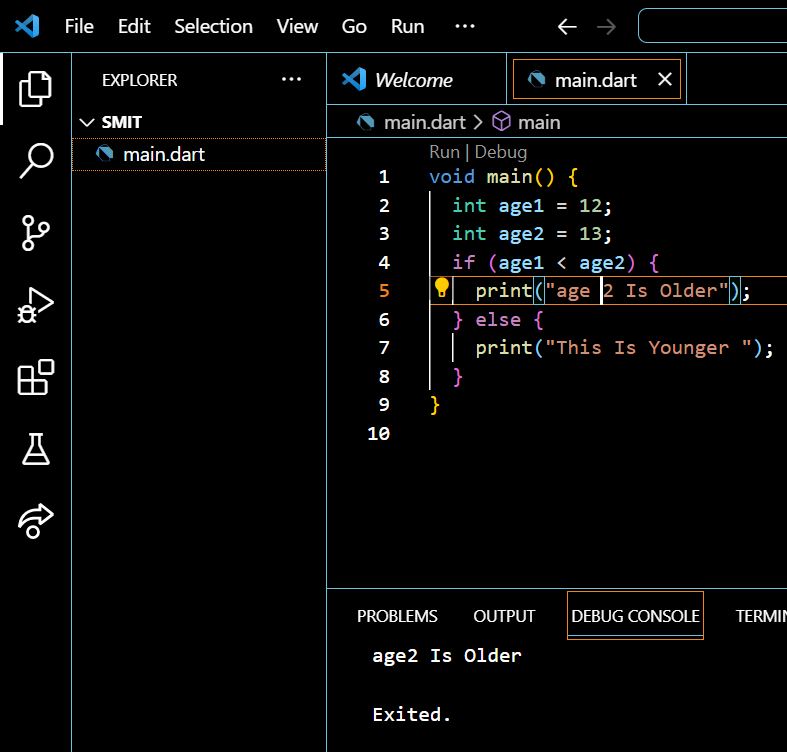 File Edit Selection View Go Run ···
EXPLORER ···
SMIT
main.dart
Welcome
main.dart
main.dart > main
Run | Debug
1 void main() {
2   int age1 = 12;
3   int age2 = 13;
4   if (age1 < age2) {
5     print("age 2 Is Older");
6   } else {
7     print("This Is Younger ");
8   }
9 }
10
PROBLEMS OUTPUT DEBUG CONSOLE TERMIN
age2 Is Older
Exited.